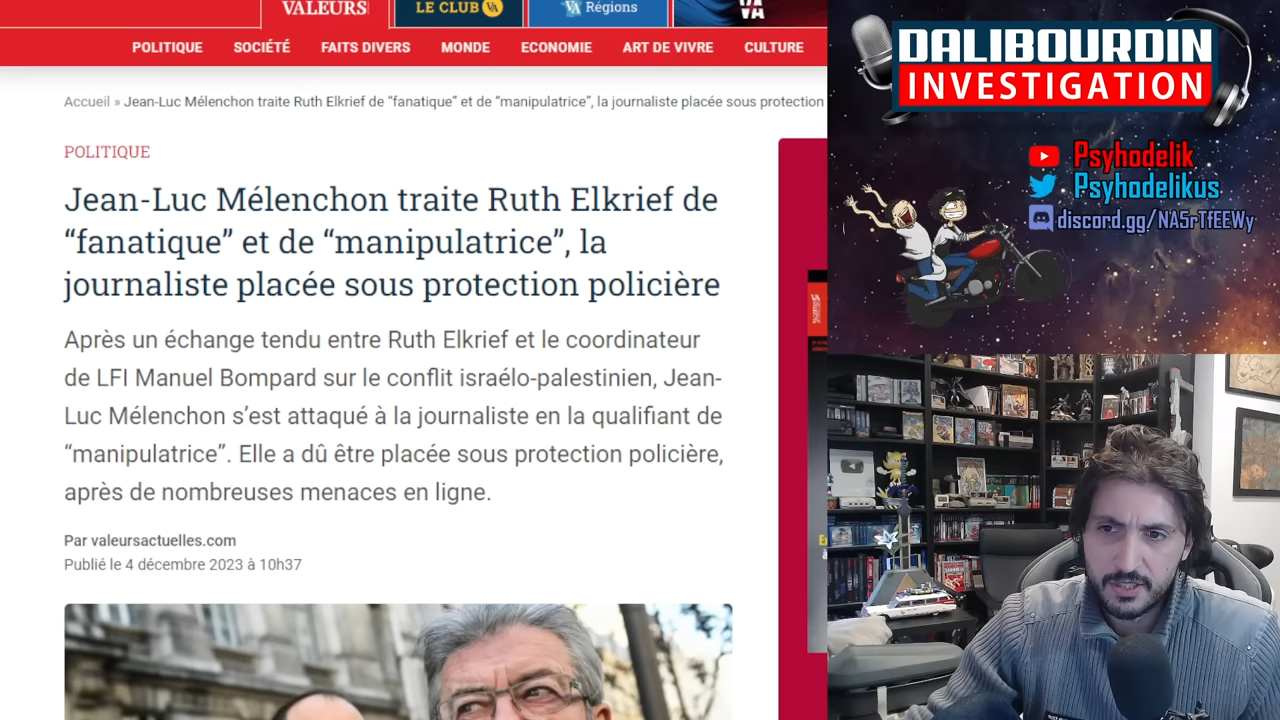 VALEURS
LE CLUB VA
VA Régions
VA
POLITIQUE SOCIÉTÉ FAITS DIVERS MONDE ECONOMIE ART DE VIVRE CULTURE
Accueil » Jean-Luc Mélenchon traite Ruth Elkrief de “fanatique” et de “manipulatrice”, la journaliste placée sous protection
POLITIQUE
Jean-Luc Mélenchon traite Ruth Elkrief de
“fanatique” et de “manipulatrice”, la
journaliste placée sous protection policière
Après un échange tendu entre Ruth Elkrief et le coordinateur
de LFI Manuel Bompard sur le conflit israélo-palestinien, Jean-
Luc Mélenchon s’est attaqué à la journaliste en la qualifiant de
“manipulatrice”. Elle a dû être placée sous protection policière,
après de nombreuses menaces en ligne.
Par valeursactuelles.com
Publié le 4 décembre 2023 à 10h37
DALIBOURDIN
INVESTIGATION
Psyhodelik
Psyhodelikus
discord.gg/NA5rTfEEWy